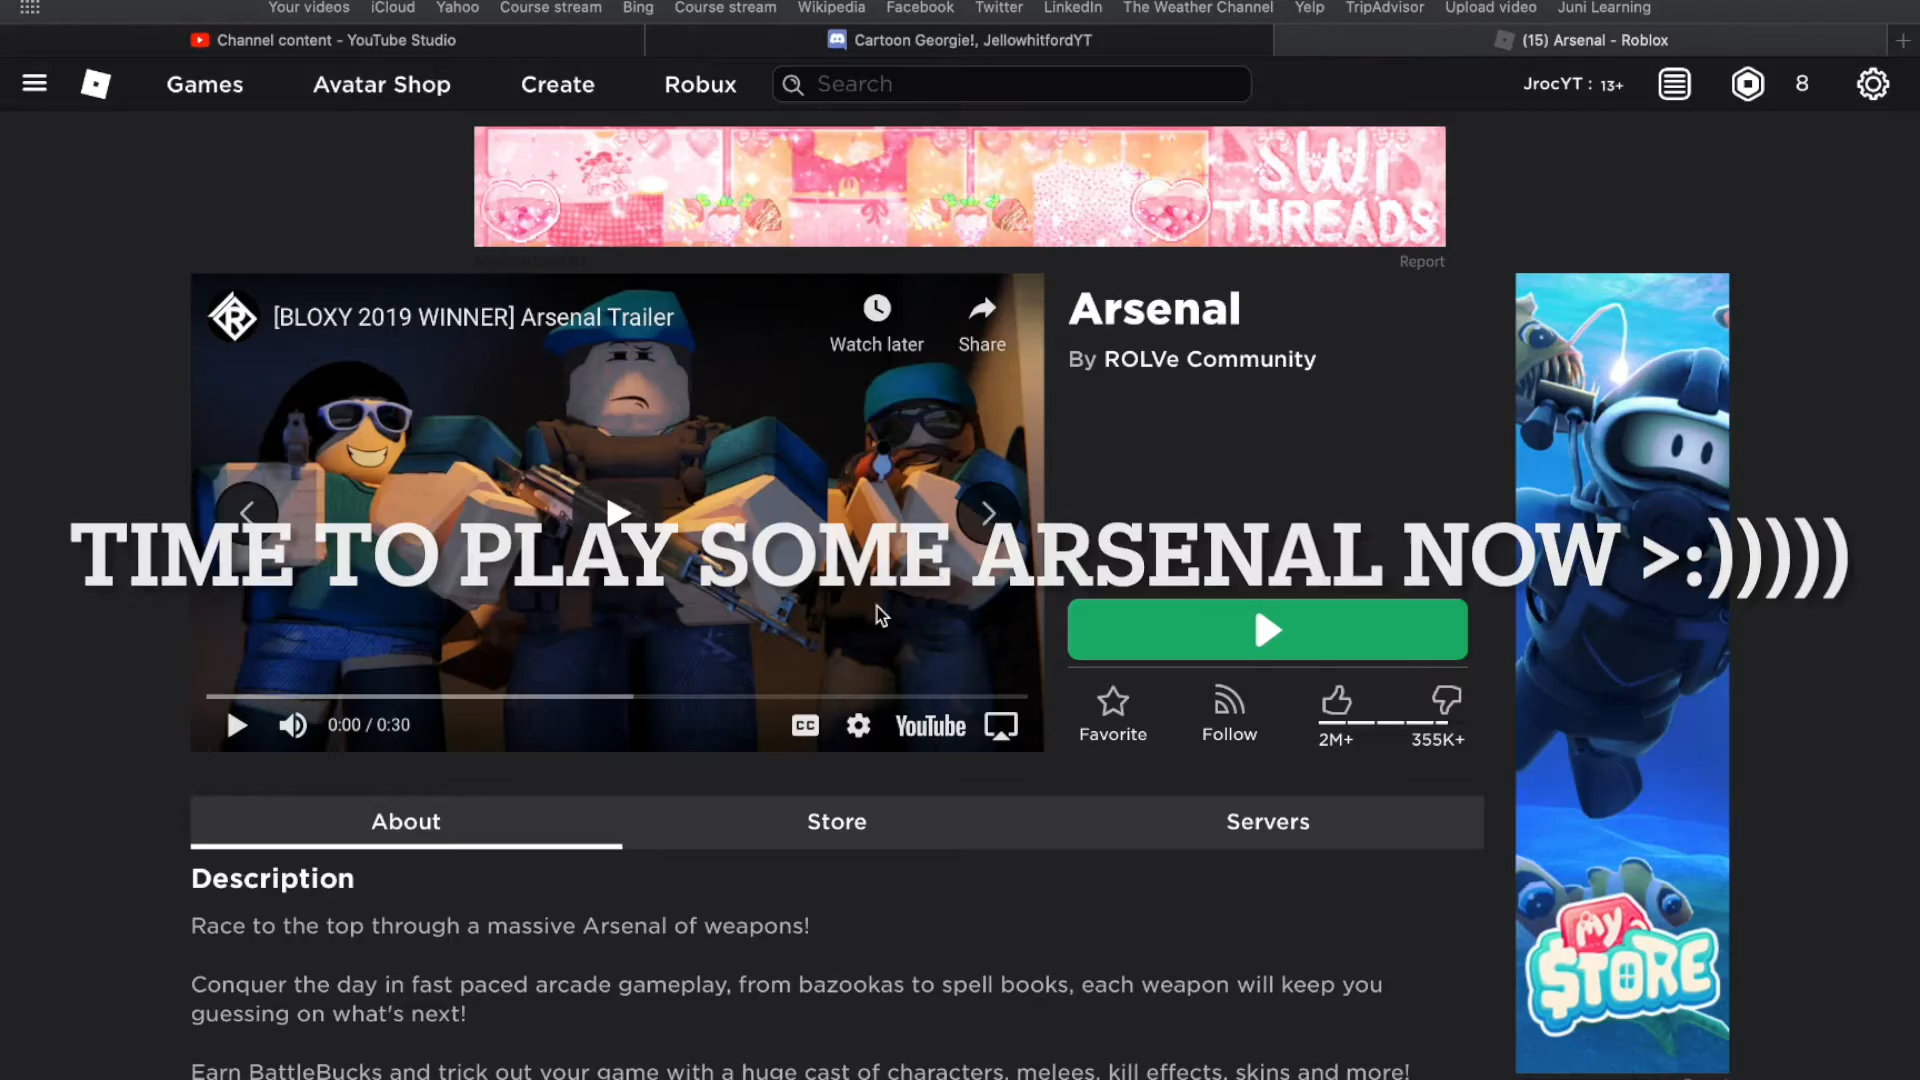 Your videos iCloud Yahoo Course stream Bing Course stream Wikipedia Facebook Twitter LinkedIn The Weather Channel Yelp TripAdvisor Upload video Juni Learning
Channel content - YouTube Studio Cartoon Georgie!, JellowhitfordYT (15) Arsenal - Roblox
Games Avatar Shop Create Robux Search JrocYT : 13+ 8
SWI
THREADS
Report
[BLOXY 2019 WINNER] Arsenal Trailer
Watch later Share
Arsenal
By ROLVe Community
TIME TO PLAY SOME ARSENAL NOW >:)))))
0:00 / 0:30 CC YouTube
Favorite Follow 2M+ 355K+
About Store Servers
Description
Race to the top through a massive Arsenal of weapons!
Conquer the day in fast paced arcade gameplay, from bazookas to spell books, each weapon will keep you
guessing on what's next!
Earn BattleBucks and trick out your game with a huge cast of characters, melees, kill effects, skins and more!
MY
$TORE